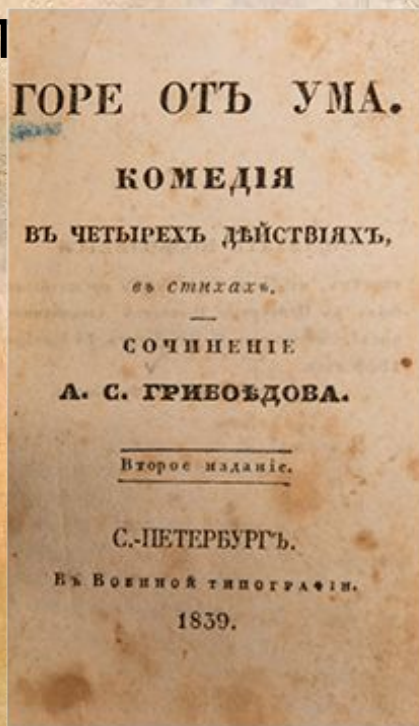 ГОРЕ ОТЪ УМА.
КОМЕДІЯ
ВЪ ЧЕТЫРЕХЪ ДѢЙСТВІЯХЪ,
въ стихахъ.
СОЧИНЕНІЕ
А. С. ГРИБОѢДОВА.
Второе изданіе.
С.-ПЕТЕРБУРГЪ.
Въ Военной типографіи.
1839.